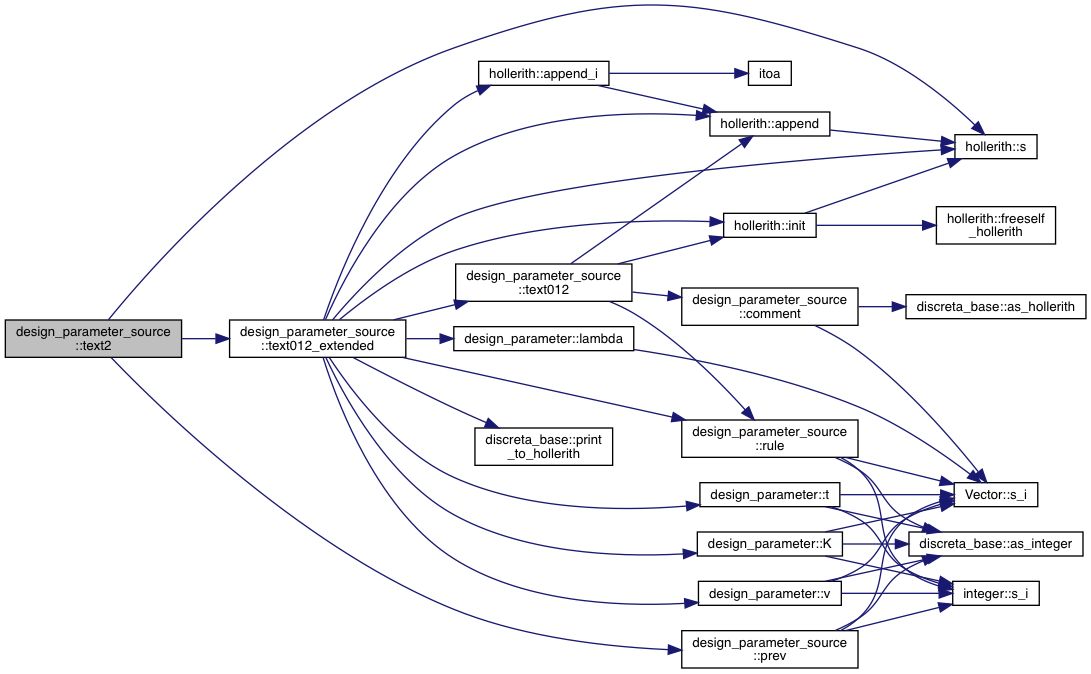 design_parameter_source
::text2
design_parameter_source
::text012_extended
hollerith::append_i
itoa
hollerith::append
hollerith::s
hollerith::init
hollerith::freeself
_hollerith
design_parameter_source
::text012
design_parameter_source
::comment
discreta_base::as_hollerith
design_parameter::lambda
discreta_base::print
_to_hollerith
design_parameter_source
::rule
design_parameter::t
Vector::s_i
design_parameter::K
discreta_base::as_integer
design_parameter::v
integer::s_i
design_parameter_source
::prev